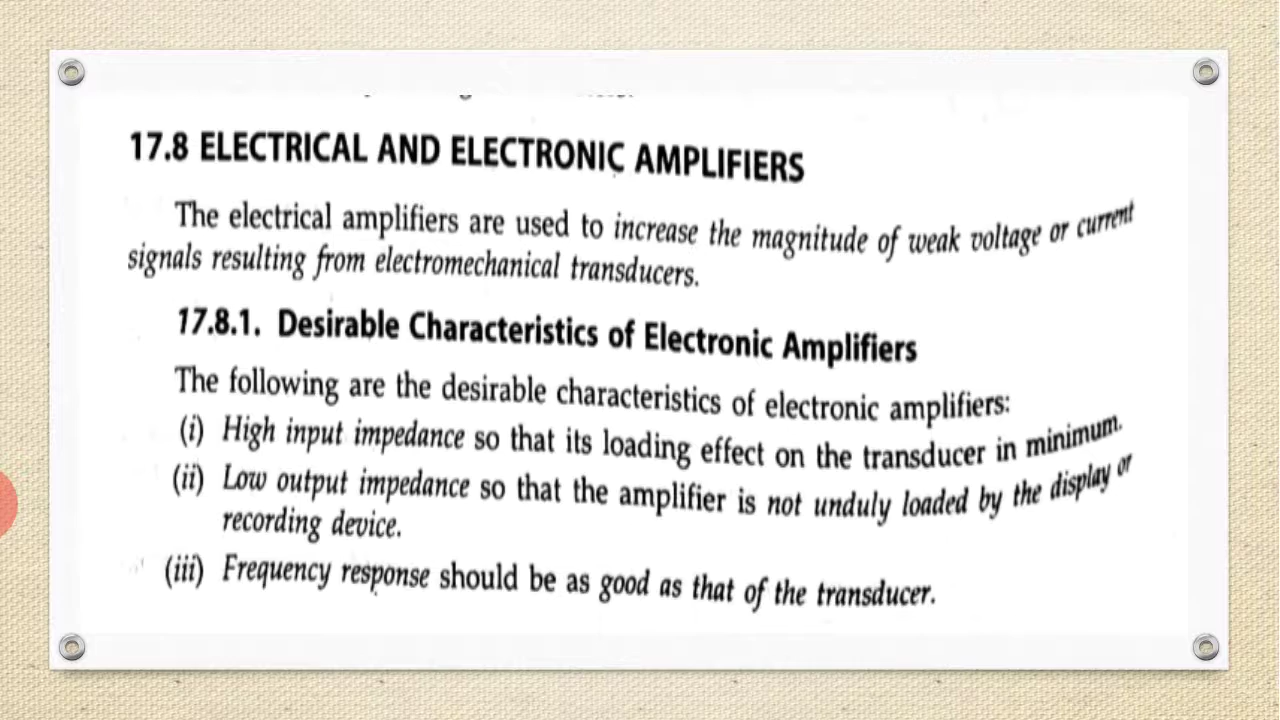 17.8 ELECTRICAL AND ELECTRONIC AMPLIFIERS
The electrical amplifiers are used to increase the magnitude of weak voltage or current
signals resulting from electromechanical transducers.
17.8.1. Desirable Characteristics of Electronic Amplifiers
The following are the desirable characteristics of electronic amplifiers:
(i) High input impedance so that its loading effect on the transducer in minimum.
(ii) Low output impedance so that the amplifier is not unduly loaded by the display or
recording device.
(iii) Frequency response should be as good as that of the transducer.